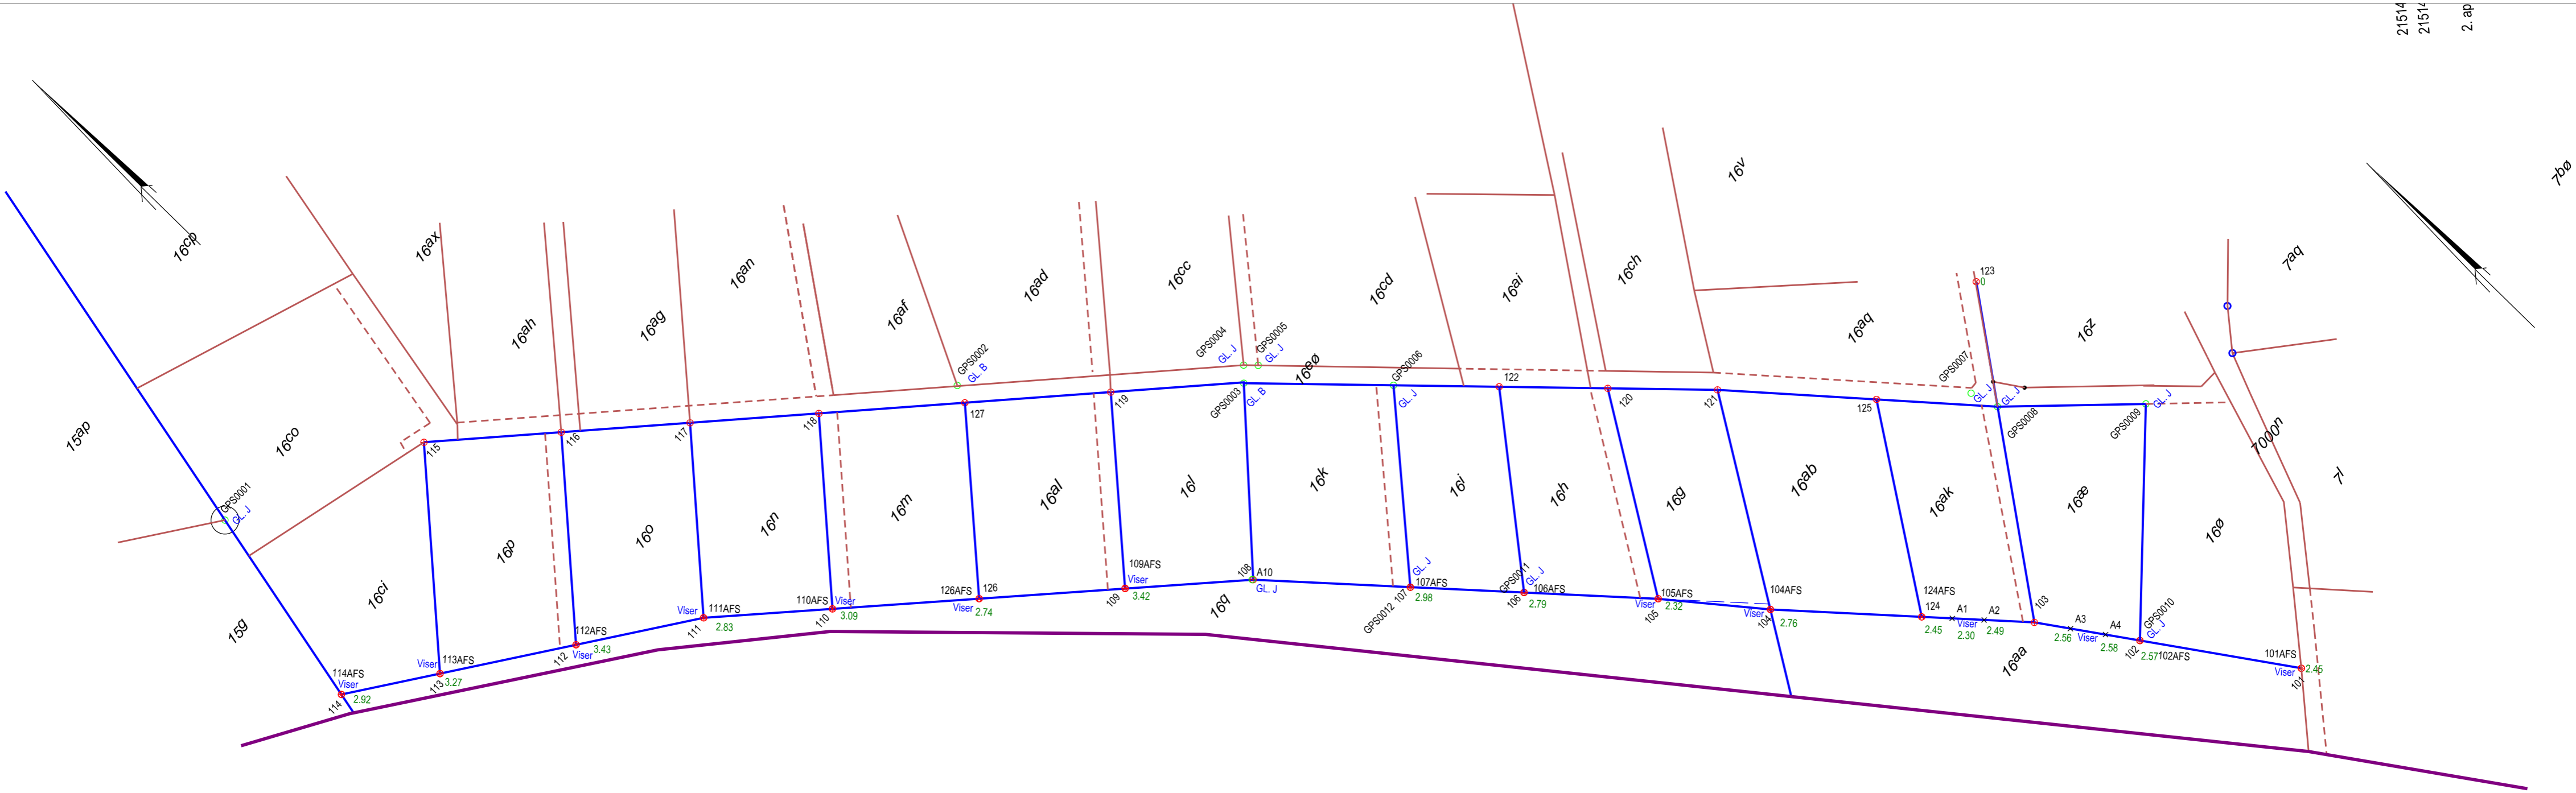 21514
21514
2. ap
16cp
16ax
16ah
16ag
16an
16af
16ad
16cc
16cd
16ai
16ch
16v
16aq
16z
7aq
7bø
123
0
GPS0002
GL. B
GPS0004
GL. J
GPS0005
GL. J
16eø
GPS0003
GL. B
GPS0006
GL. J
122
120
121
125
GPS0007
GL. J
GL. J
GPS0008
GPS0009
GL. J
7000n
7l
15ap
16co
GPS0001
GL. J
115
116
117
118
127
119
16p
16o
16n
16m
16al
16l
16k
16i
16h
16g
16ab
16ak
16æ
16ø
15g
16ci
114AFS
Viser
114
2.92
Viser
113AFS
113
3.27
112AFS
112
Viser
3.43
Viser
111AFS
111
2.83
110AFS
Viser
110
3.09
126AFS
126
Viser
2.74
109AFS
Viser
109
3.42
108
A10
GL. J
16q
GL. J
107AFS
107
2.98
GPS0012
GPS0011
GL. J
106AFS
106
2.79
105AFS
Viser
2.32
105
104AFS
Viser
104
2.76
124AFS
124
2.45
A1
Viser
2.30
A2
2.49
103
A3
2.56
Viser
A4
2.58
16aa
GPS0010
GL. J
102
2.57
102AFS
101AFS
Viser
2.45
101